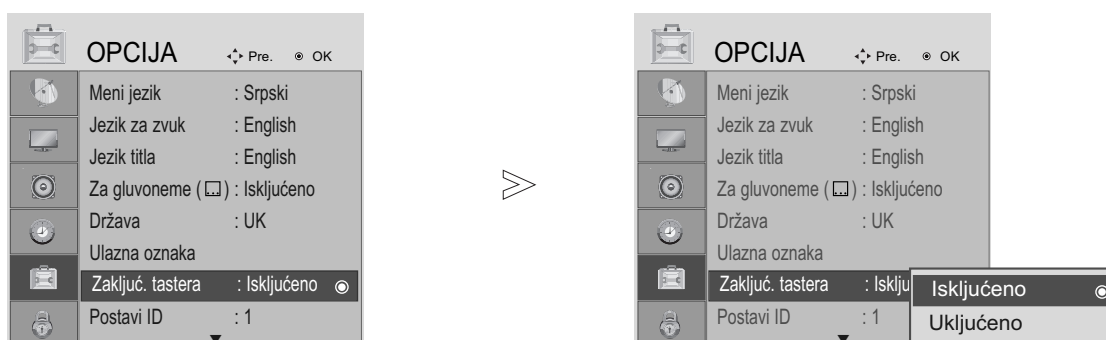 OPCIJA Pre. OK
Meni jezik : Srpski
Jezik za zvuk : English
Jezik titla : English
Za gluvoneme ( ) : Isključeno
Država : UK
Ulazna oznaka
Zaključ. tastera : Isključeno
Postavi ID : 1
OPCIJA Pre. OK
Meni jezik : Srpski
Jezik za zvuk : English
Jezik titla : English
Za gluvoneme ( ) : Isključeno
Država : UK
Ulazna oznaka
Zaključ. tastera : Isklju
Postavi ID : 1
Isključeno
Uključeno